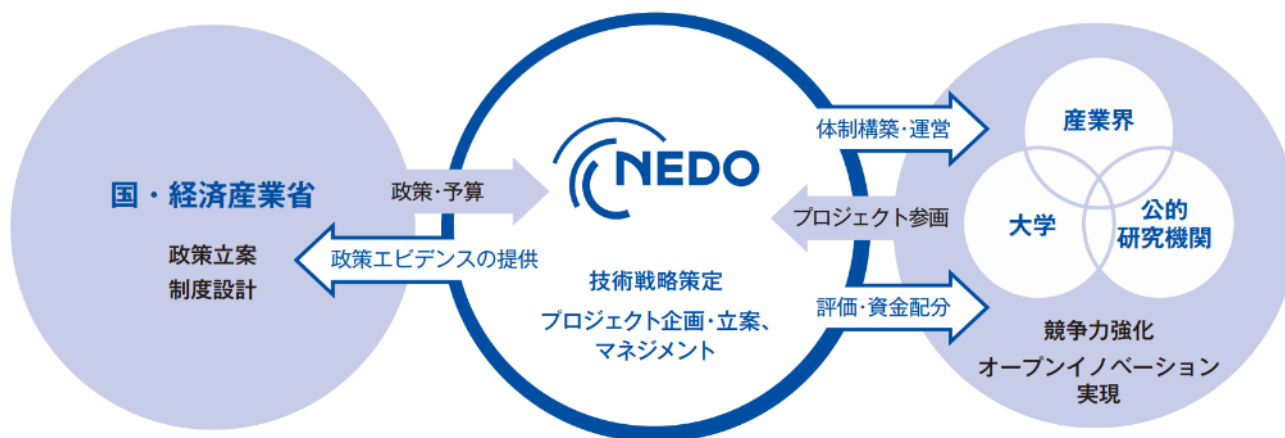 国・経済産業省
政策立案
制度設計
政策・予算
政策エビデンスの提供
NEDO
技術戦略策定
プロジェクト企画・立案、
マネジメント
体制構築・運営
プロジェクト参画
評価・資金配分
産業界
大学
公的
研究機関
競争力強化
オープンイノベーション
実現